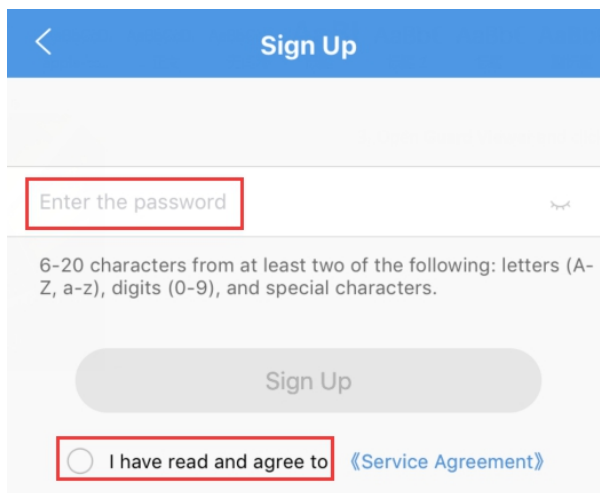 Sign Up
Enter the password
6-20 characters from at least two of the following: letters (A-
Z, a-z), digits (0-9), and special characters.
Sign Up
I have read and agree to 《Service Agreement》